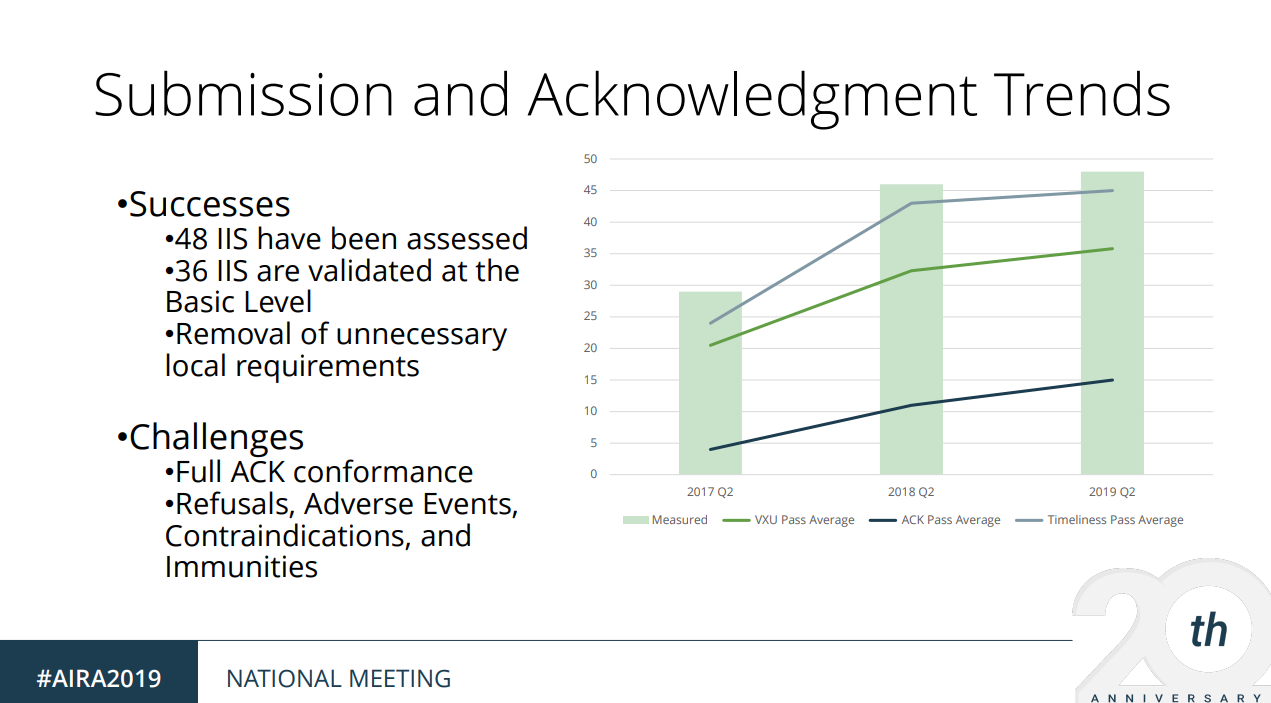 Submission and Acknowledgment Trends
•Successes
•48 IIS have been assessed
•36 IIS are validated at the
Basic Level
•Removal of unnecessary
local requirements
•Challenges
•Full ACK conformance
•Refusals, Adverse Events,
Contraindications, and
Immunities
50
45
40
35
30
25
20
15
10
5
0
2017 Q2 2018 Q2 2019 Q2
Measured VXU Pass Average ACK Pass Average Timeliness Pass Average
20th
ANNIVERSARY
#AIRA2019 NATIONAL MEETING